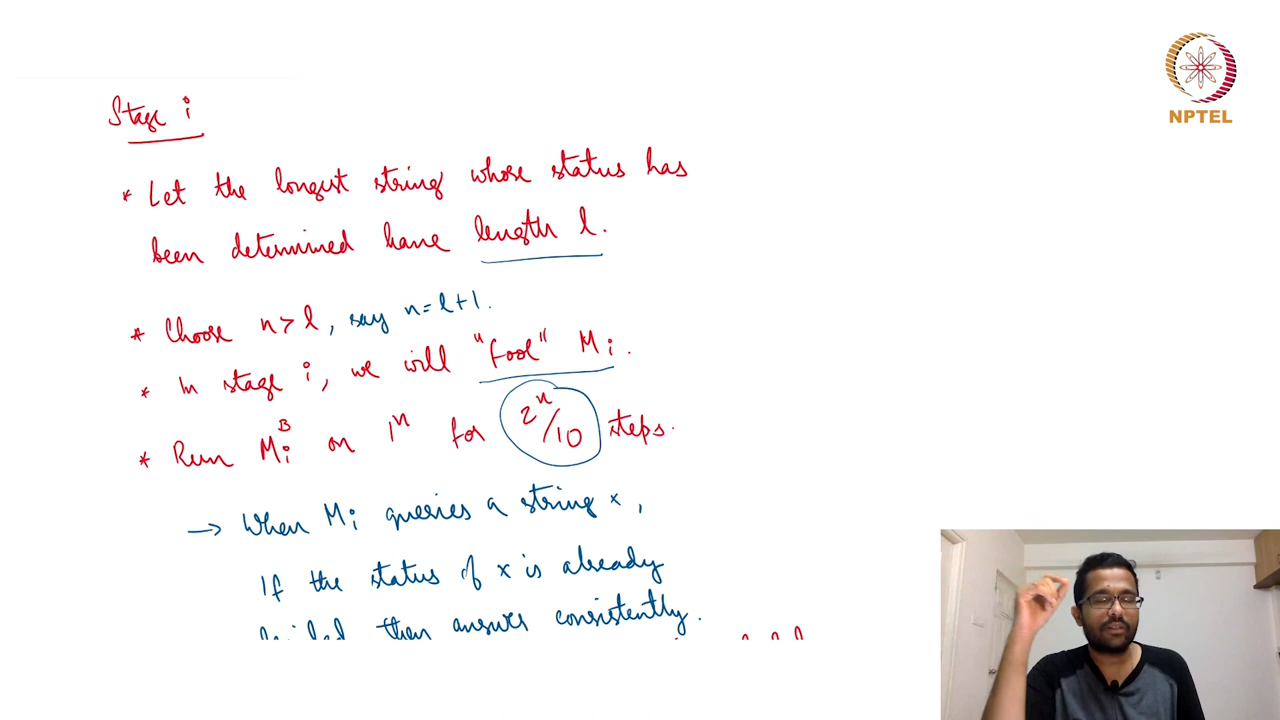 Stage i
* Let the longest string whose status has
been determined have length l.
* Choose n > l, say n = l+1.
* In stage i, we will "fool" Mi.
* Run Mi^B on 1^n for 2^n/10 steps.
→ When Mi queries a string x,
If the status of x is already
then answer consistently.
NPTEL